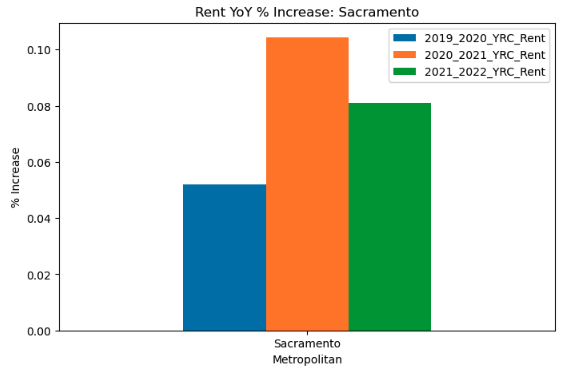 Rent YoY % Increase: Sacramento
2019_2020_YRC_Rent
2020_2021_YRC_Rent
2021_2022_YRC_Rent
% Increase
0.10
0.08
0.06
0.04
0.02
0.00
Sacramento
Metropolitan